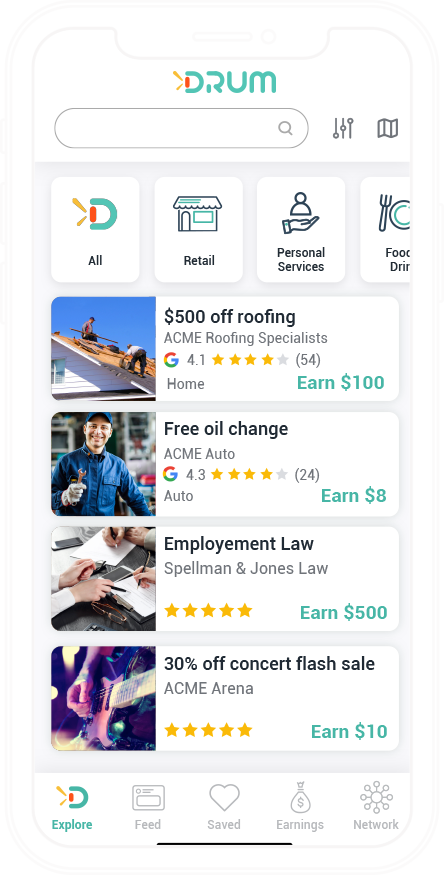 DRUM
All
Retail
Personal
Services
Foo
Drin
$500 off roofing
ACME Roofing Specialists
4.1 (54)
Home
Earn $100
Free oil change
ACME Auto
4.3 (24)
Auto
Earn $8
Employement Law
Spellman & Jones Law
Earn $500
30% off concert flash sale
ACME Arena
Earn $10
Explore
Feed
Saved
Earnings
Network